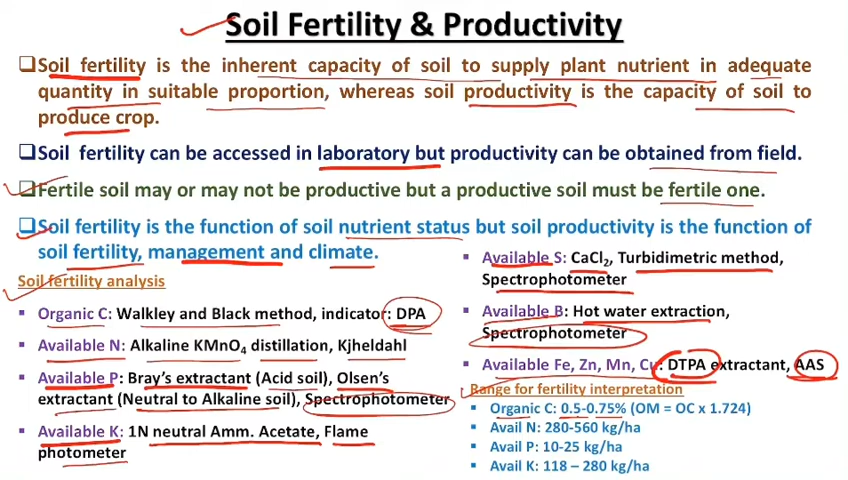 Soil Fertility & Productivity
❑Soil fertility is the inherent capacity of soil to supply plant nutrient in adequate
quantity in suitable proportion, whereas soil productivity is the capacity of soil to
produce crop.
❑Soil fertility can be accessed in laboratory but productivity can be obtained from field.
❑Fertile soil may or may not be productive but a productive soil must be fertile one.
❑Soil fertility is the function of soil nutrient status but soil productivity is the function of
soil fertility, management and climate.
Soil fertility analysis
▪ Organic C: Walkley and Black method, indicator: DPA
▪ Available N: Alkaline KMnO₄ distillation, Kjheldahl
▪ Available P: Bray's extractant (Acid soil), Olsen's
extractant (Neutral to Alkaline soil), Spectrophotometer
▪ Available K: 1N neutral Amm. Acetate, Flame
photometer
▪ Available S: CaCl₂, Turbidimetric method,
Spectrophotometer
▪ Available B: Hot water extraction,
Spectrophotometer
▪ Available Fe, Zn, Mn, Cu: DTPA extractant, AAS
Range for fertility interpretation
▪ Organic C: 0.5-0.75% (OM = OC x 1.724)
▪ Avail N: 280-560 kg/ha
▪ Avail P: 10-25 kg/ha
▪ Avail K: 118 – 280 kg/ha